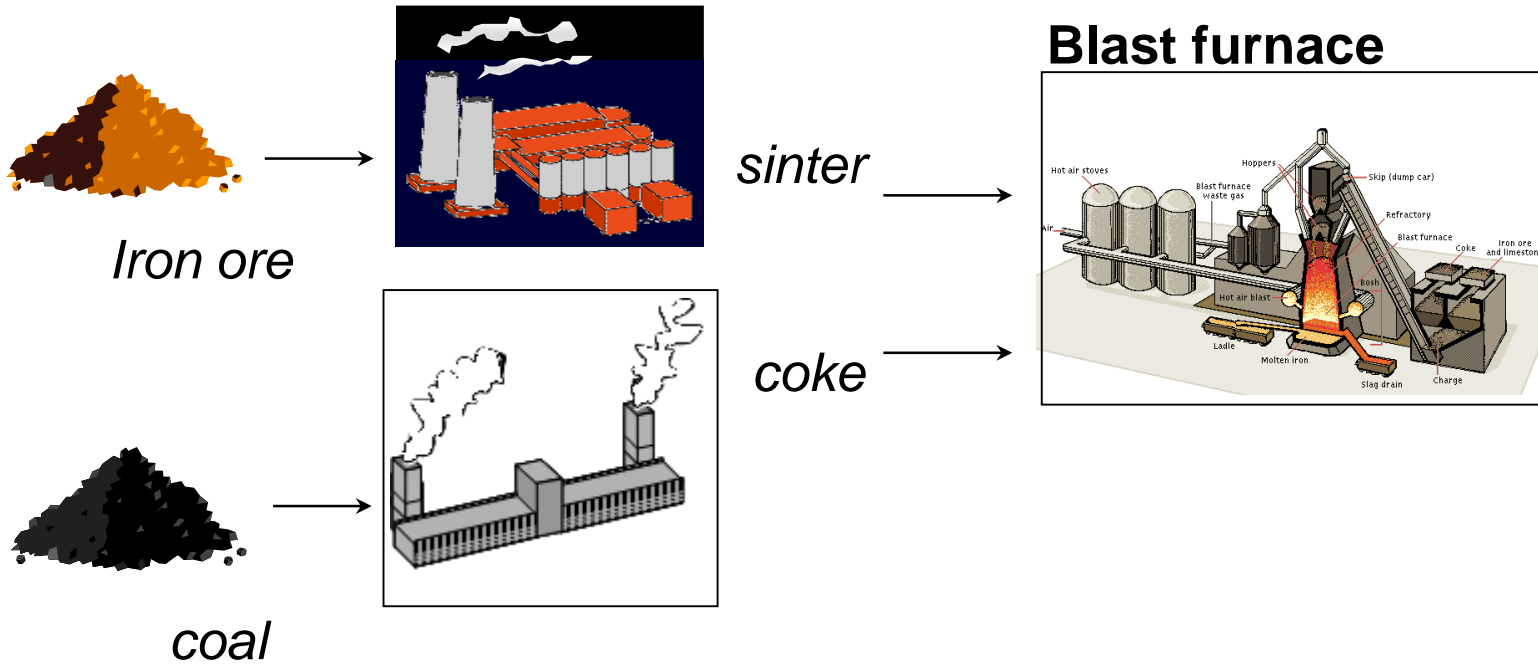 Blast furnace
Iron ore
sinter
coke
coal
Hot air stoves
Hoppers
Skip (dump car)
Blast furnace
waste gas
Refractory
Blast furnace
Air
Coke
Iron ore
and limeston
Bosh
Hot air blast
Ladle
Molten iron
Slag drain
Charge